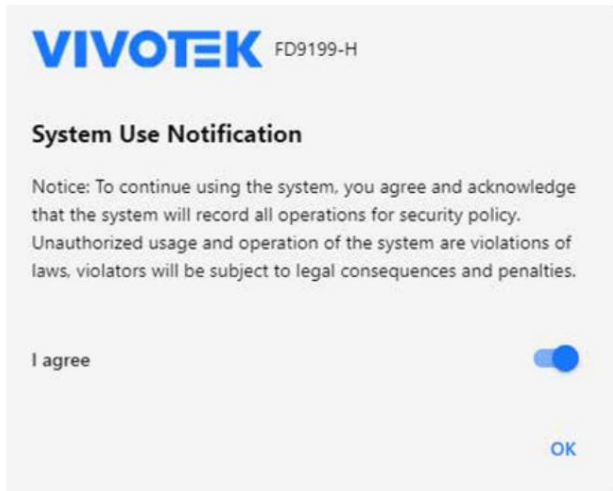 VIVOTEK FD9199-H
System Use Notification
Notice: To continue using the system, you agree and acknowledge
that the system will record all operations for security policy.
Unauthorized usage and operation of the system are violations of
laws, violators will be subject to legal consequences and penalties.
I agree
OK